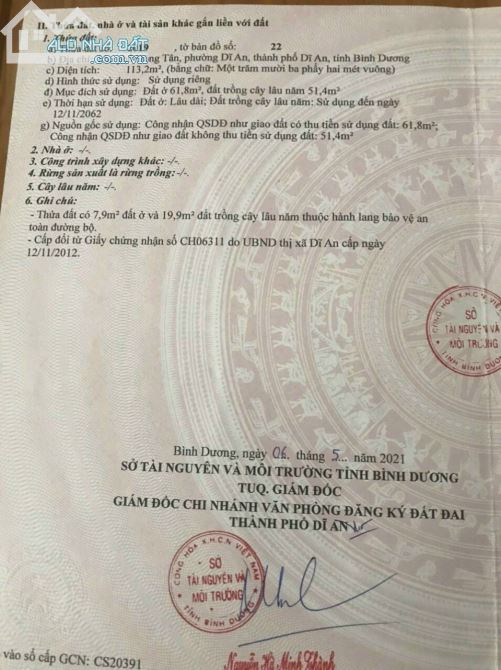 II. Thửa đất, nhà ở và tài sản khác gắn liền với đất
1. Thửa đất:
ALO NHÀ ĐẤT
19 , tờ bản đồ số: 22
b) Địa Tân, phường Dĩ An, thành phố Dĩ An, tỉnh Bình Dương
c) Diện tích: 113,2m², (bằng chữ: Một trăm mười ba phẩy hai mét vuông)
d) Hình thức sử dụng: Sử dụng riêng
đ) Mục đích sử dụng: Đất ở 61,8m², đất trồng cây lâu năm 51,4m²
e) Thời hạn sử dụng: Đất ở: Lâu dài; Đất trồng cây lâu năm: Sử dụng đến ngày
12/11/2062
g) Nguồn gốc sử dụng: Công nhận QSDĐ như giao đất có thu tiền sử dụng đất: 61,8m²;
Công nhận QSDĐ như giao đất không thu tiền sử dụng đất: 51,4m²
2. Nhà ở: -/-.
3. Công trình xây dựng khác: -/-.
4. Rừng sản xuất là rừng trồng: -/-.
5. Cây lâu năm: -/-.
6. Ghi chú:
- Thửa đất có 7,9m² đất ở và 19,9m² đất trồng cây lâu năm thuộc hành lang bảo vệ an
toàn đường bộ.
- Cấp đổi từ Giấy chứng nhận số CH06311 do UBND thị xã Dĩ An cấp ngày
12/11/2012.
CỘNG HÒA X.H.C.N VIỆT NAM
SỞ
TÀI NGUYÊN VÀ
MÔI TRƯỜNG
TỈNH BÌNH DƯƠNG
Bình Dương, ngày 06. tháng 5... năm 2021
SỞ TÀI NGUYÊN VÀ MÔI TRƯỜNG TỈNH BÌNH DƯƠNG
TUQ. GIÁM ĐỐC
GIÁM ĐỐC CHI NHÁNH VĂN PHÒNG ĐĂNG KÝ ĐẤT ĐAI
THÀNH PHỐ DĨ AN
CỘNG HÒA X.H.C.N VIỆT NAM
SỞ
TÀI NGUYÊN VÀ
MÔI TRƯỜNG
TỈNH BÌNH DƯƠNG
Nguyễn Hà Minh Thành
vào sổ cấp GCN: CS20391